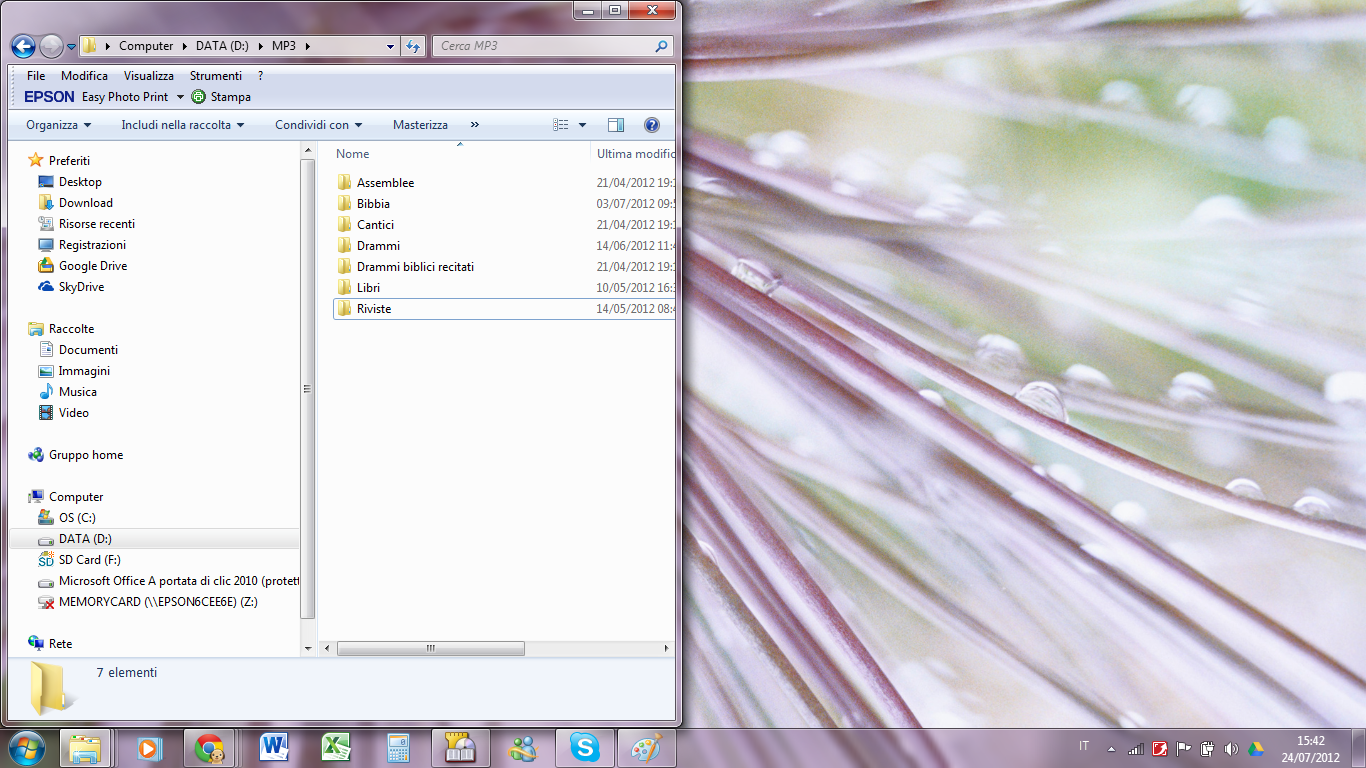 Computer ▸ DATA (D:) ▸ MP3 ▸
Cerca MP3
File Modifica Visualizza Strumenti ?
EPSON Easy Photo Print Stampa
Organizza Includi nella raccolta Condividi con Masterizza »
Preferiti
Desktop
Download
Risorse recenti
Registrazioni
Google Drive
SkyDrive
Raccolte
Documenti
Immagini
Musica
Video
Gruppo home
Computer
OS (C:)
DATA (D:)
SD Card (F:)
Microsoft Office A portata di clic 2010 (protett
MEMORYCARD (\\EPSON6CEE6E) (Z:)
Rete
Nome Ultima modific
Assemblee 21/04/2012 19:
Bibbia 03/07/2012 09:
Cantici 21/04/2012 19:
Drammi 14/06/2012 11:
Drammi biblici recitati 21/04/2012 19:
Libri 10/05/2012 16:
Riviste 14/05/2012 08:
7 elementi
IT
15:42
24/07/2012